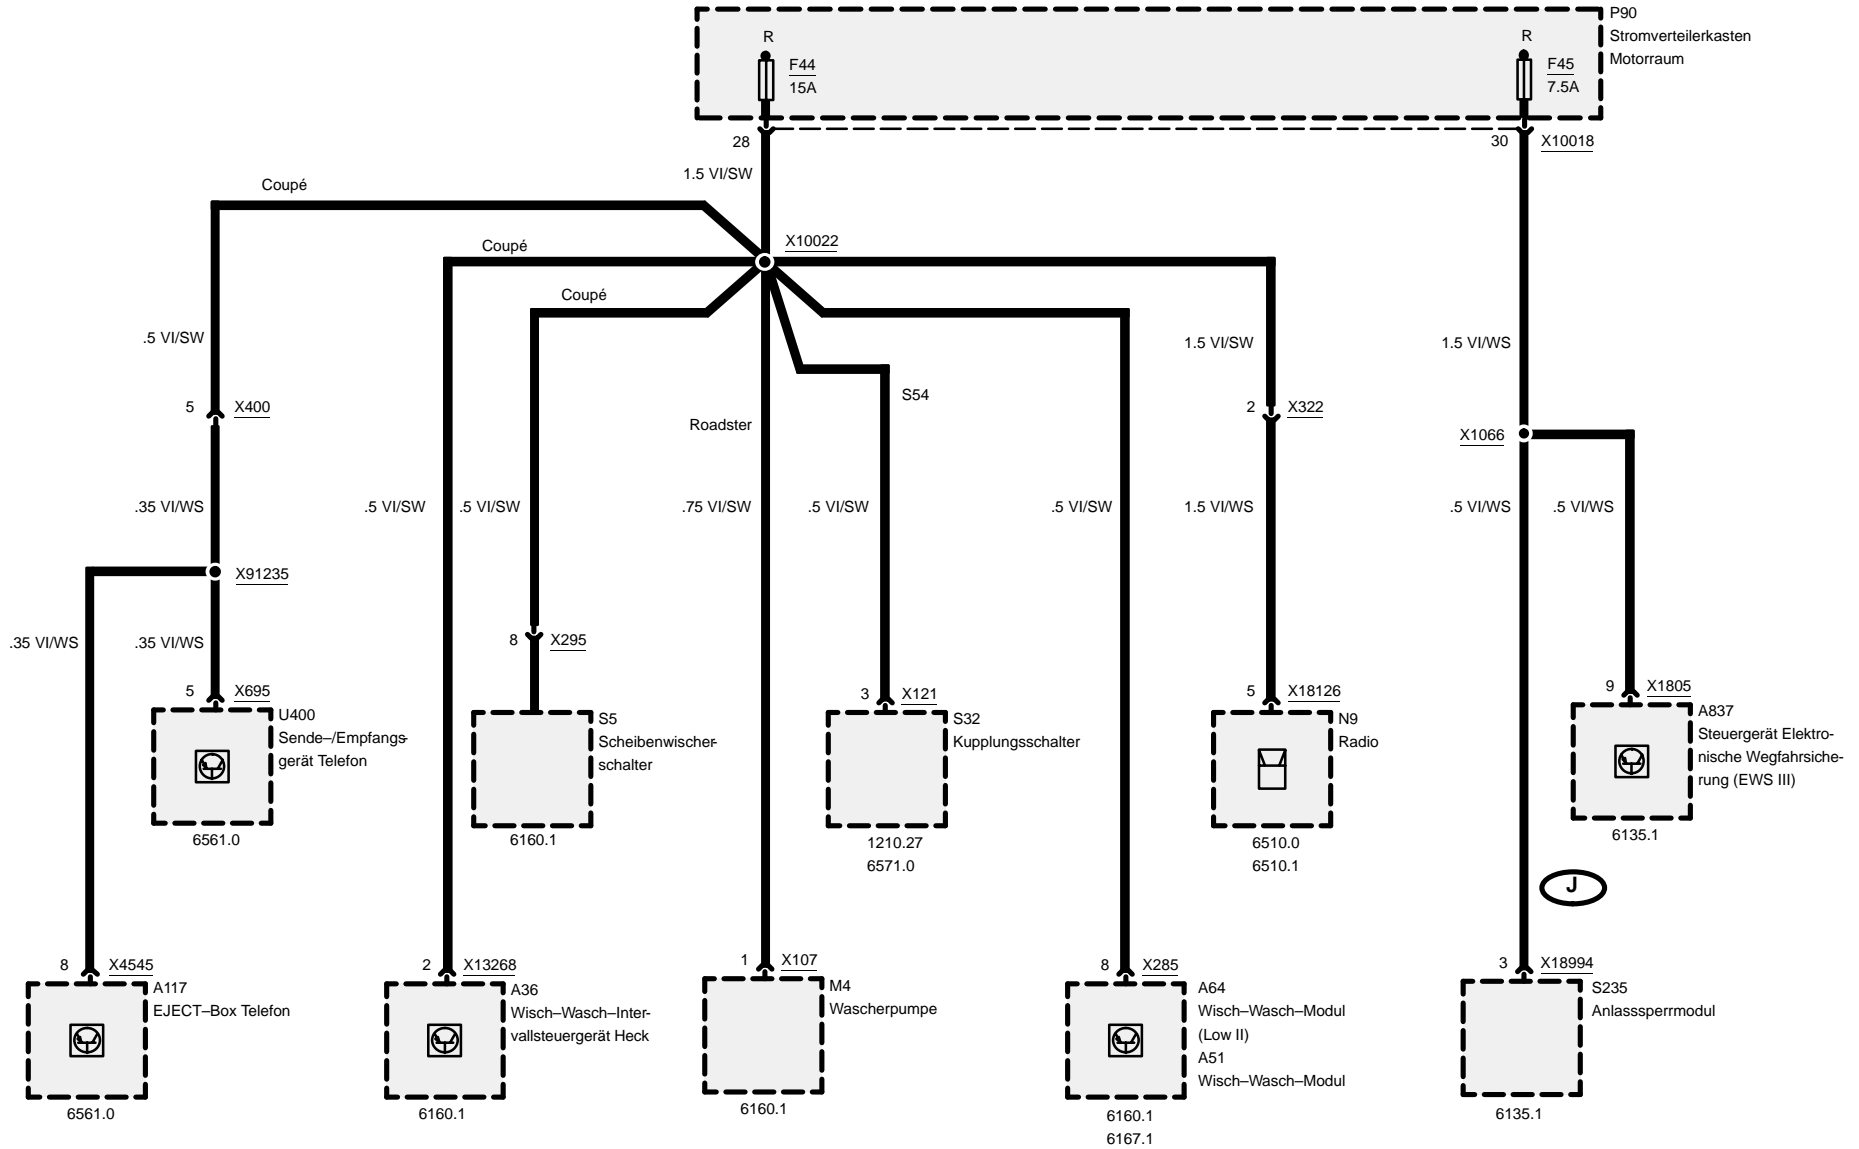 P90
Stromverteilerkasten
Motorraum
R
F44
15A
R
F45
7.5A
28
30
X10018
1.5 VI/SW
Coupé
X10022
Coupé
Coupé
.5 VI/SW
1.5 VI/SW
1.5 VI/WS
5
X400
S54
2
X322
Roadster
X1066
.35 VI/WS
.5 VI/SW
.5 VI/SW
.75 VI/SW
.5 VI/SW
.5 VI/SW
1.5 VI/WS
.5 VI/WS
.5 VI/WS
X91235
.35 VI/WS
.35 VI/WS
8
X295
5
X695
3
X121
5
X18126
9
X1805
U400
Sende–/Empfangs-
gerät Telefon
6561.0
S5
Scheibenwischer-
schalter
6160.1
S32
Kupplungsschalter
1210.27
6571.0
N9
Radio
6510.0
6510.1
A837
Steuergerät Elektro-
nische Wegfahrsiche-
rung (EWS III)
6135.1
J
8
X4545
2
X13268
1
X107
8
X285
3
X18994
A117
EJECT–Box Telefon
6561.0
A36
Wisch–Wasch–Inter-
vallsteuergerät Heck
6160.1
M4
Wascherpumpe
6160.1
A64
Wisch–Wasch–Modul
(Low II)
A51
Wisch–Wasch–Modul
6160.1
6167.1
S235
Anlasssperrmodul
6135.1